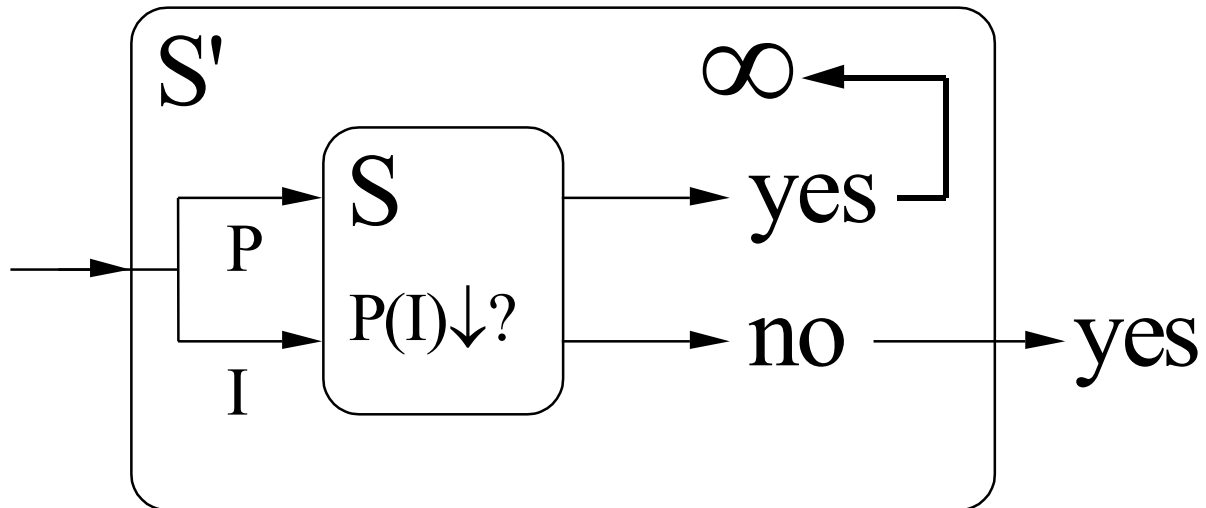 S'
∞
S
yes
P
P(I)↓?
no
yes
I